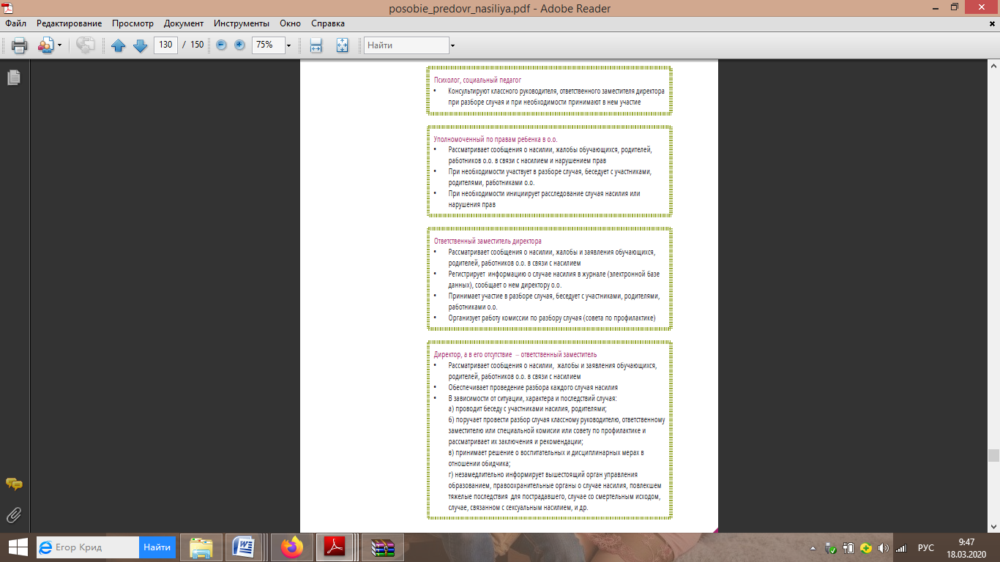 posobie_predovr_nasiliya.pdf - Adobe Reader
Файл Редактирование Просмотр Документ Инструменты Окно Справка
130 / 150 75% Найти
Психолог, социальный педагог
• Консультируют классного руководителя, ответственного заместителя директора
при разборе случая и при необходимости принимают в нем участие
Уполномоченный по правам ребенка в о.о.
• Рассматривает сообщения о насилии, жалобы обучающихся, родителей,
работников о.о. в связи с насилием и нарушением прав
• При необходимости участвует в разборе случая, беседует с участниками,
родителями, работниками о.о.
• При необходимости инициирует расследование случая насилия или
нарушения прав
Ответственный заместитель директора
• Рассматривает сообщения о насилии, жалобы и заявления обучающихся,
родителей, работников о.о. в связи с насилием
• Регистрирует информацию о случае насилия в журнале (электронной базе
данных), сообщает о нем директору о.о.
• Принимает участие в разборе случая, беседует с участниками, родителями,
работниками о.о.
• Организует работу комиссии по разбору случая (совета по профилактике)
Директор, а в его отсутствие – ответственный заместитель
• Рассматривает сообщения о насилии, жалобы и заявления обучающихся,
родителей, работников о.о. в связи с насилием
• Обеспечивает проведение разбора каждого случая насилия
• В зависимости от ситуации, характера и последствий случая:
а) проводит беседу с участниками насилия, родителями;
б) поручает провести разбор случая классному руководителю, ответственному
заместителю или специальной комисии или совету по профилактике и
рассматривает их заключения и рекомендации;
в) принимает решение о воспитательных и дисциплинарных мерах в
отношении обидчика;
г) незамедлительно информирует вышестоящий орган управления
образованием, правоохранительные органы о случае насилия, повлекшем
тяжелые последствия для пострадавшего, случае со смертельным исходом,
случае, связанном с сексуальным насилием, и др.
Егор Крид Найти
РУС
9:47
18.03.2020